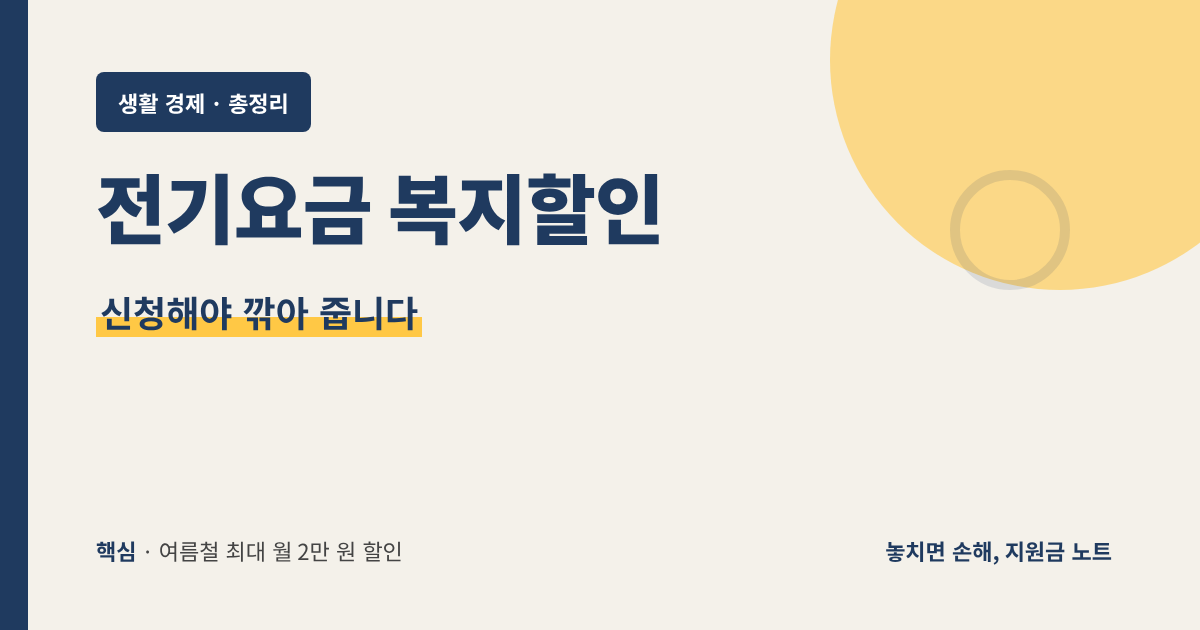 생활 경제 · 총정리
전기요금 복지할인
신청해야 깎아 줍니다
핵심 · 여름철 최대 월 2만 원 할인
놓치면 손해, 지원금 노트